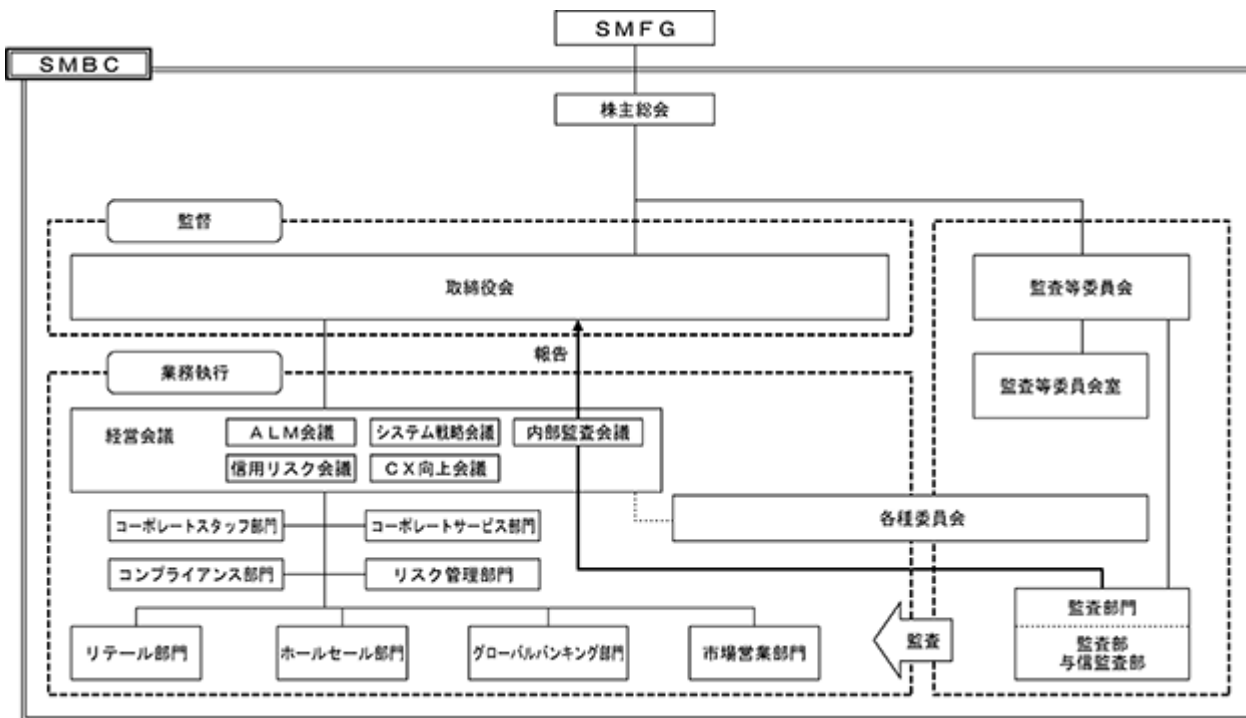 ＳＭＦＧ
ＳＭＢＣ
株主総会
監督
取締役会
監査等委員会
報告
監査等委員会室
業務執行
経営会議
ＡＬＭ会議
システム戦略会議
内部監査会議
信用リスク会議
ＣＸ向上会議
各種委員会
コーポレートスタッフ部門
コーポレートサービス部門
コンプライアンス部門
リスク管理部門
リテール部門
ホールセール部門
グローバルバンキング部門
市場営業部門
監査
監査部門
監査部
与信監査部